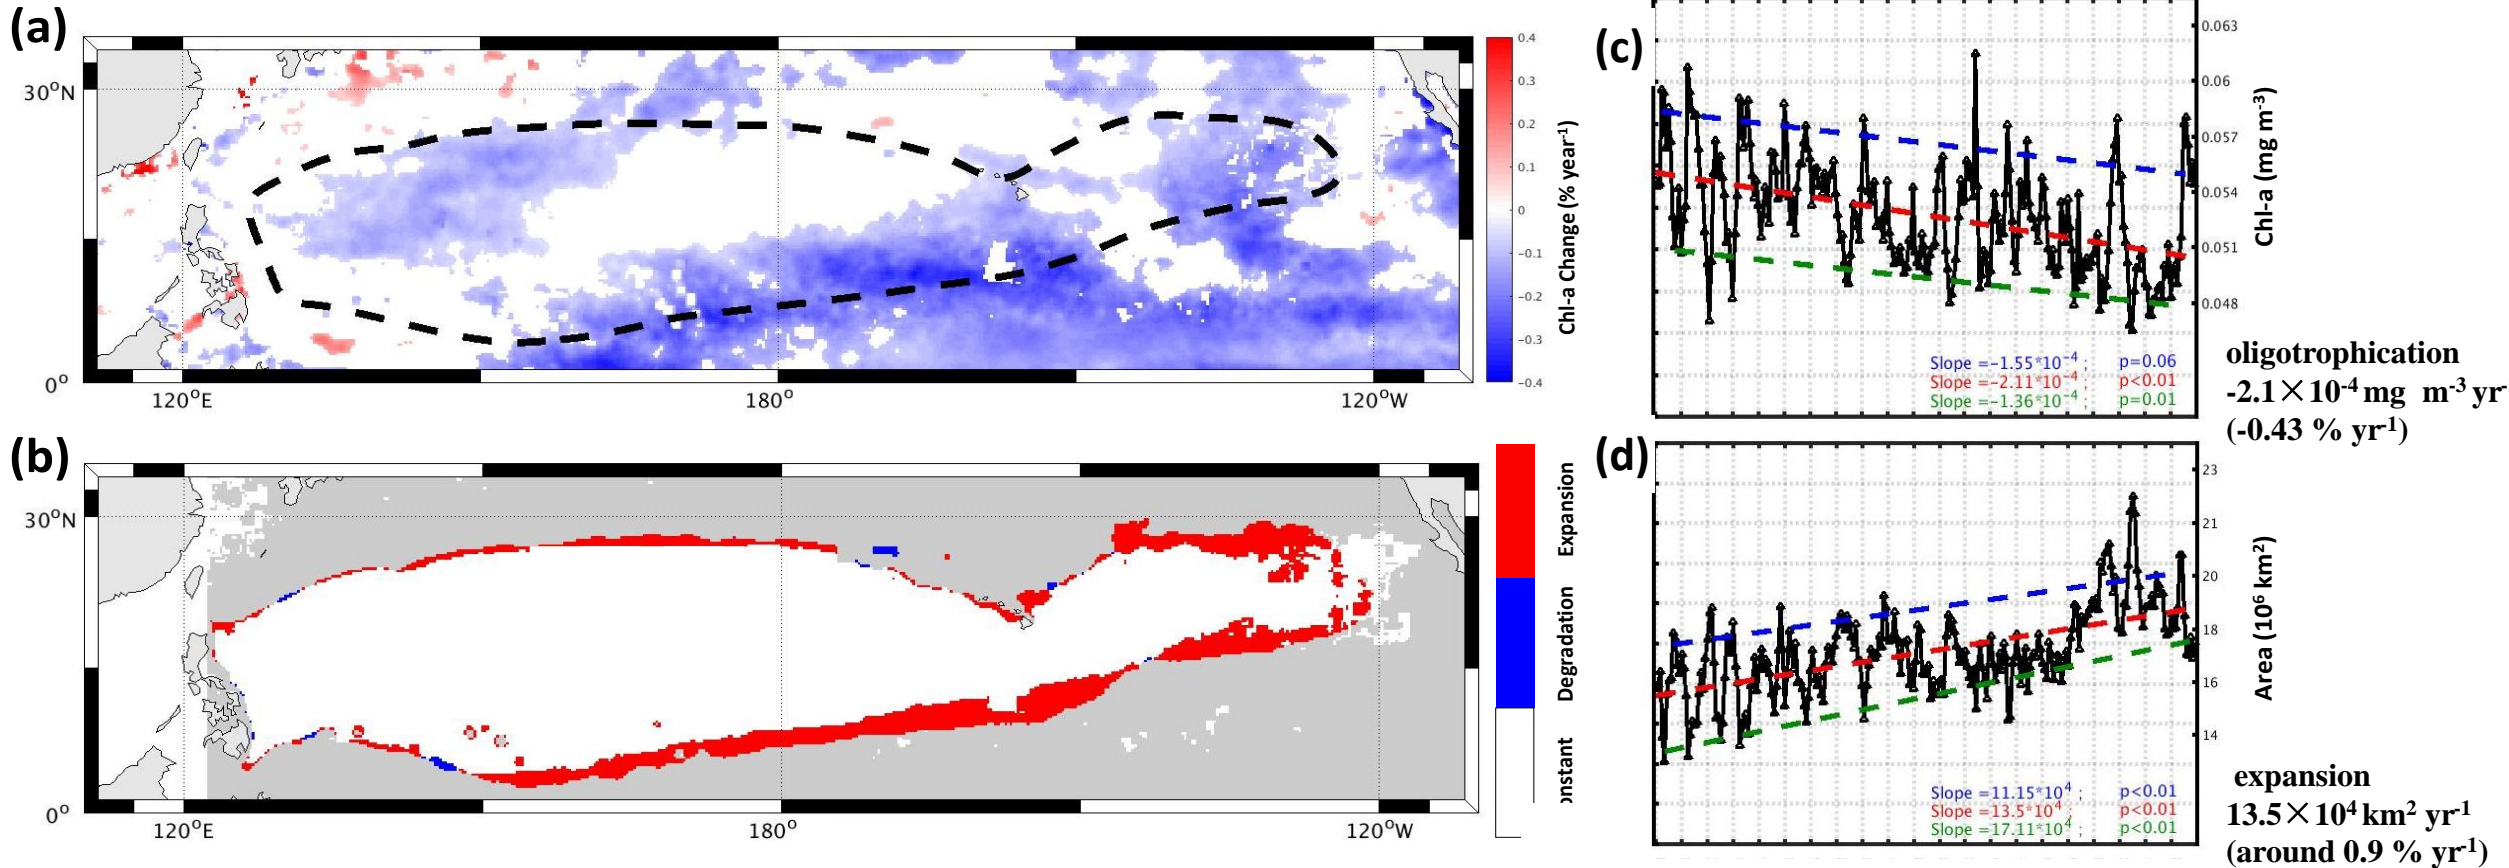 (a)
30°N
0°
120°E
180°
120°W
0.4
0.3
0.2
0.1
0
-0.1
-0.2
-0.3
-0.4
Chl-a Change (% year⁻¹)
(b)
30°N
0°
120°E
180°
120°W
Expansion
Degradation
nstant
(c)
0.063
0.06
0.057
0.054
0.051
0.048
Chl-a (mg m⁻³)
Slope =-1.55*10⁻⁴ ; p=0.06
Slope =-2.11*10⁻⁴ ; p<0.01
Slope =-1.36*10⁻⁴ ; p=0.01
oligotrophication
-2.1×10⁻⁴ mg m⁻³ yr⁻
(-0.43 % yr⁻¹)
(d)
23
21
20
18
16
14
Area (10⁶ km²)
Slope =11.15*10⁴ ; p<0.01
Slope =13.5*10⁴ ; p<0.01
Slope =17.11*10⁴ ; p<0.01
expansion
13.5×10⁴ km² yr⁻¹
(around 0.9 % yr⁻¹)